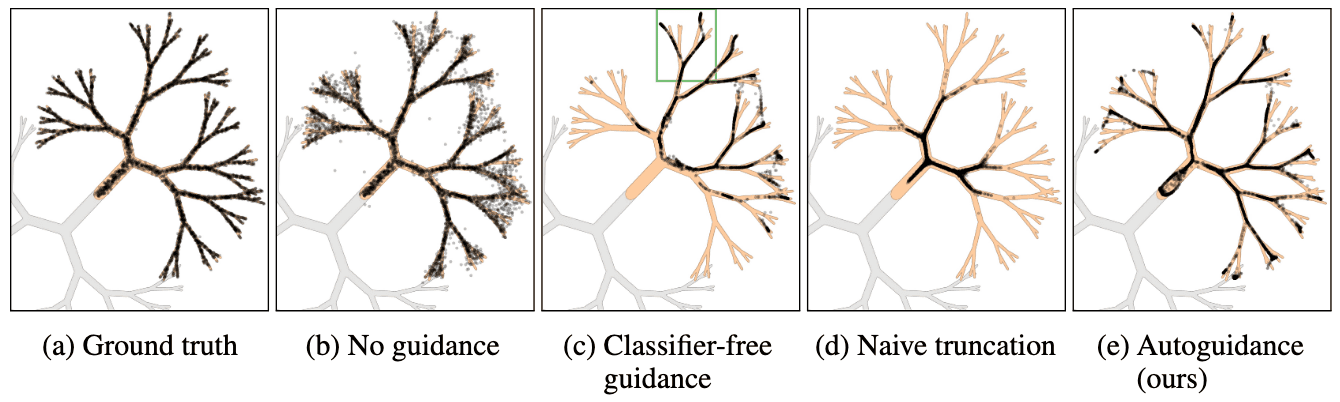 (a) Ground truth
(b) No guidance
(c) Classifier-free
guidance
(d) Naive truncation
(e) Autoguidance
(ours)